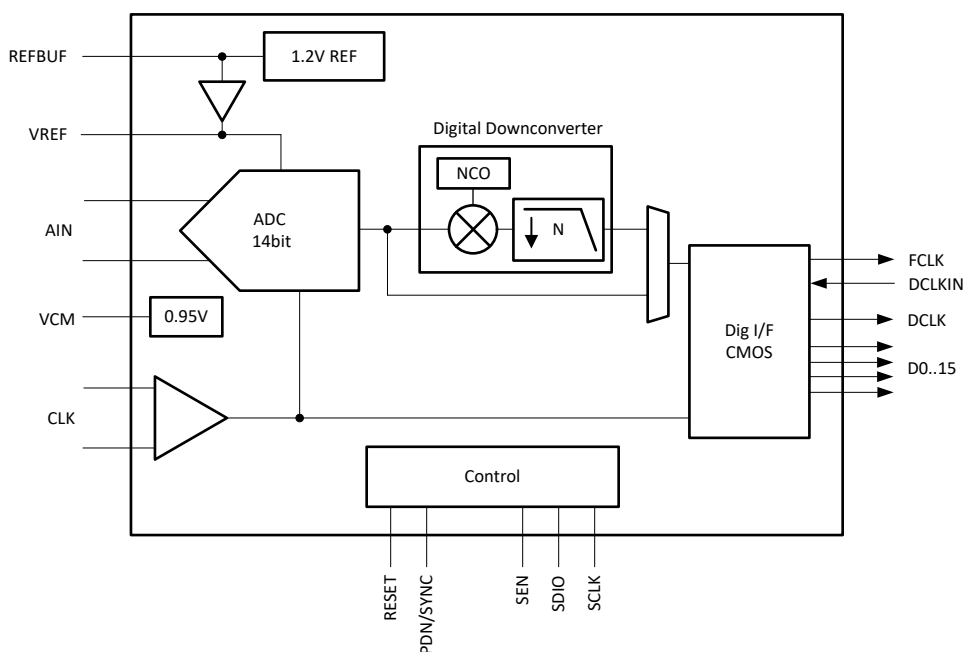 REFBUF
1.2V REF
VREF
Digital Downconverter
NCO
ADC
14bit
N
AIN
FCLK
DCLKIN
VCM
0.95V
Dig I/F
CMOS
DCLK
D0..15
CLK
Control
RESET
PDN/SYNC
SEN
SDIO
SCLK